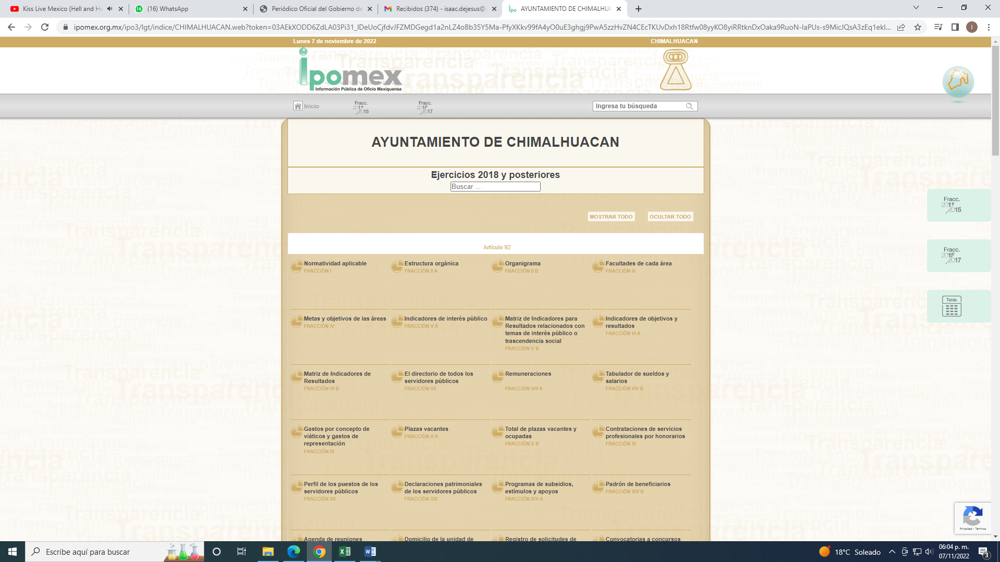 Kiss Live Mexico (Hell and He
(16) WhatsApp
Periódico Oficial del Gobierno de
Recibidos (374) - isaac.dejesus@i
AYUNTAMIENTO DE CHIMALHUA
ipomex.org.mx/ipo3/lgt/indice/CHIMALHUACAN.web?token=03AEkXODD6ZdLA03Pi31_IDeUoCjfdvJFZMDGegd1a2nLZ4oBb35Y5Ma-PfyXKkv99fA4yO0uE3ghgj9PwA5zzHvZN4CEcTKUvDxh18Rtfw08yyKO8yiRRtknDxOaka9RuoN-IaPUs-s9MicJQsA3zEq1ekl...
Lunes 7 de noviembre de 2022
CHIMALHUACAN
ipomex
Información Pública de Oficio Mexiquense
Inicio
Fracc. 2011/2015
Fracc. 2015/2017
Ingresa tu búsqueda
AYUNTAMIENTO DE CHIMALHUACAN
Ejercicios 2018 y posteriores
Buscar ...
MOSTRAR TODO
OCULTAR TODO
Artículo 92
Normatividad aplicable
FRACCIÓN I
Estructura orgánica
FRACCIÓN II A
Organigrama
FRACCIÓN II B
Facultades de cada área
FRACCIÓN III
Metas y objetivos de las áreas
FRACCIÓN IV
Indicadores de interés público
FRACCIÓN V A
Matriz de Indicadores para
Resultados relacionados con
temas de interés público o
trascendencia social
FRACCIÓN V B
Indicadores de objetivos y
resultados
FRACCIÓN VI A
Matriz de Indicadores de
Resultados
FRACCIÓN VI B
El directorio de todos los
servidores públicos
FRACCIÓN VII
Remuneraciones
FRACCIÓN VIII A
Tabulador de sueldos y
salarios
FRACCIÓN VIII B
Gastos por concepto de
viáticos y gastos de
representación
FRACCIÓN IX
Plazas vacantes
FRACCIÓN X A
Total de plazas vacantes y
ocupadas
FRACCIÓN X B
Contrataciones de servicios
profesionales por honorarios
FRACCIÓN XI
Perfil de los puestos de los
servidores públicos
FRACCIÓN XII
Declaraciones patrimoniales
de los servidores públicos
FRACCIÓN XIII
Programas de subsidios,
estímulos y apoyos
FRACCIÓN XIV A
Padrón de beneficiarios
FRACCIÓN XIV B
Agenda de reuniones
Domicilio de la unidad de
Registro de solicitudes de
Convocatorias a concursos
Fracc.
2011
/2015
Fracc.
2015
/2017
Tabla
Privacidad - Términos
Escribe aquí para buscar
18°C Soleado
06:04 p. m.
07/11/2022
3